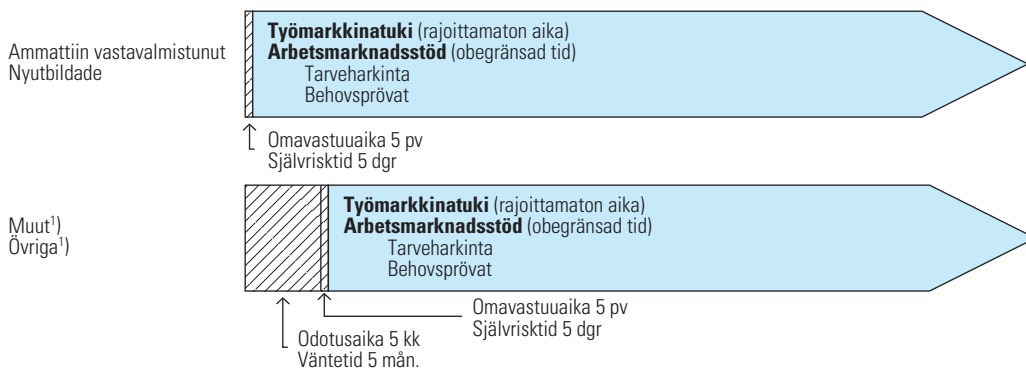 Työmarkkinatuki (rajoittamaton aika)
Arbetsmarknadsstöd (obegränsad tid)
Tarveharkinta
Behovsprövat
Ammattiin vastavalmistunut
Nyutbildade
Omavastuuaika 5 pv
Självrisktid 5 dgr
Työmarkkinatuki (rajoittamaton aika)
Arbetsmarknadsstöd (obegränsad tid)
Tarveharkinta
Behovsprövat
Muut¹)
Övriga¹)
Omavastuuaika 5 pv
Självrisktid 5 dgr
Odotusaika 5 kk
Väntetid 5 mån.